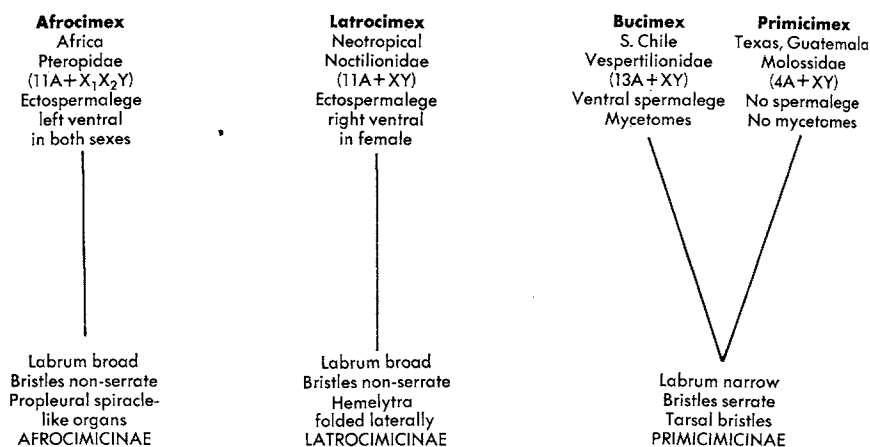 Afrocimex
Africa
Pteropidae
(11A+X₁X₂Y)
Ectospermalege
left ventral
in both sexes
Latrocimex
Neotropical
Noctilionidae
(11A+XY)
Ectospermalege
right ventral
in female
Bucimex
S. Chile
Vespertilionidae
(13A+XY)
Ventral spermalege
Mycetomes
Primicimex
Texas, Guatemala
Molossidae
(4A+XY)
No spermalege
No mycetomes
Labrum broad
Bristles non-serrate
Propleural spiracle-
like organs
AFROCIMICINAE
Labrum broad
Bristles non-serrate
Hemelytra
folded laterally
LATROCIMICINAE
Labrum narrow
Bristles serrate
Tarsal bristles
PRIMICIMICINAE